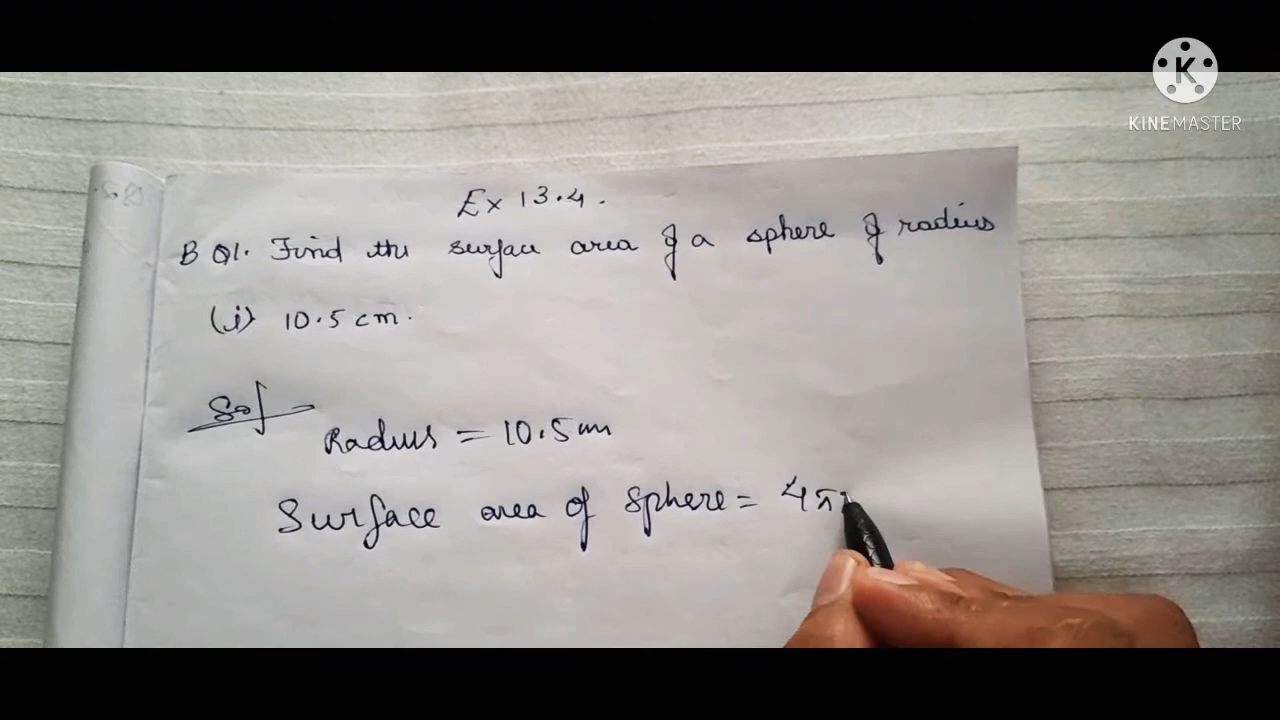 K
KINEMASTER
Ex 13.4.
B Q1. Find the surface area of a sphere of radius
(i) 10.5 cm.
Sol
Radius = 10.5 cm
Surface area of sphere = 4π